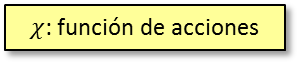 𝜒: función de acciones